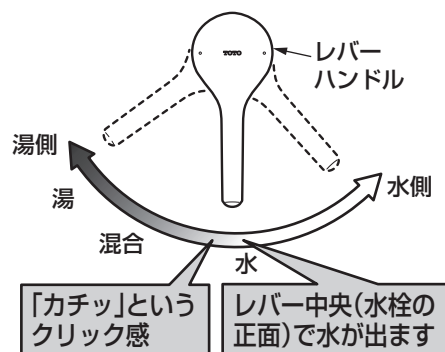 TOTO
レバー
ハンドル
湯側
湯
混合
水
水側
「カチッ」という
クリック感
レバー中央(水栓の
正面)で水が出ます